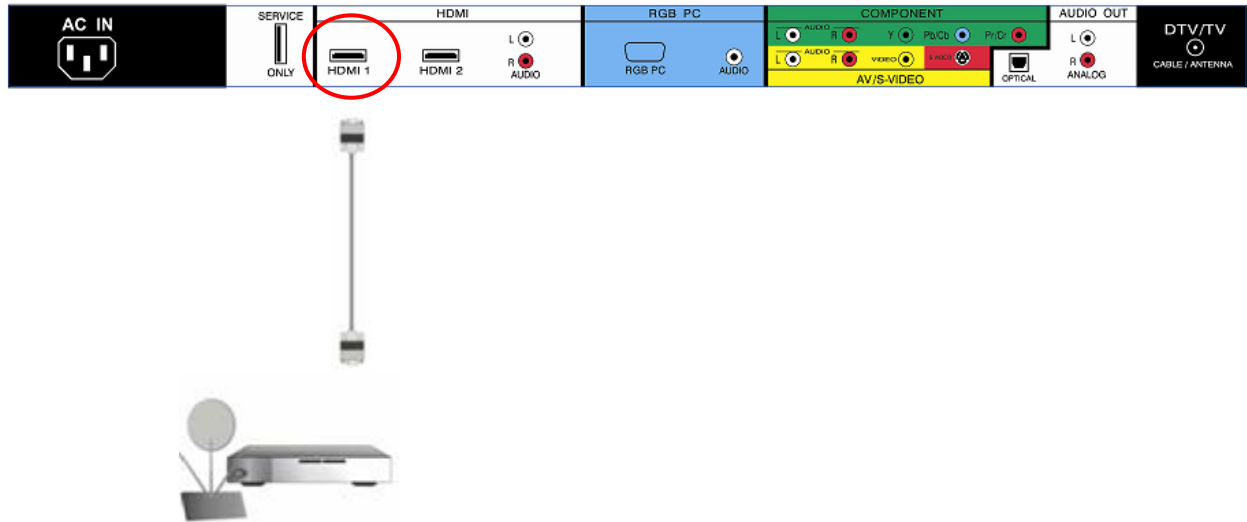 AC IN
SERVICE
ONLY
HDMI
HDMI 1
HDMI 2
L
R
AUDIO
RGB PC
RGB PC
AUDIO
COMPONENT
L AUDIO R Y Pb/Cb Pr/Cr
L AUDIO R VIDEO S-VIDEO
AV/S-VIDEO
OPTICAL
AUDIO OUT
L
R
ANALOG
DTV/TV
CABLE / ANTENNA